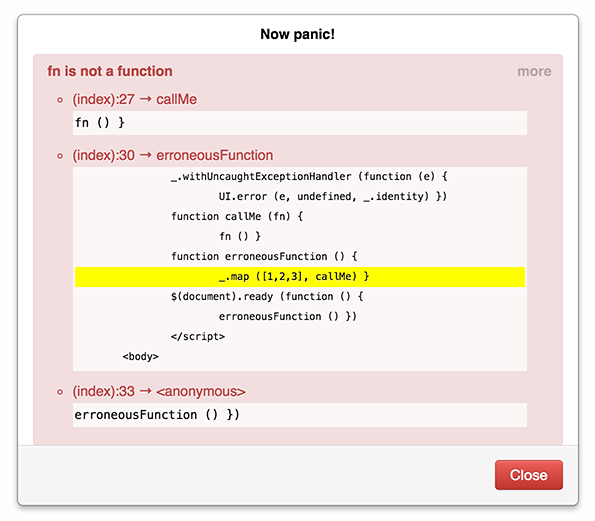 Now panic!
fn is not a function more
(index):27 → callMe
fn () }
(index):30 → erroneousFunction
_.withUncaughtExceptionHandler (function (e) {
UI.error (e, undefined, _.identity) })
function callMe (fn) {
fn () }
function erroneousFunction () {
_.map ([1,2,3], callMe) }
$(document).ready (function () {
erroneousFunction () })
</script>
<body>
(index):33 → <anonymous>
erroneousFunction () })
Close